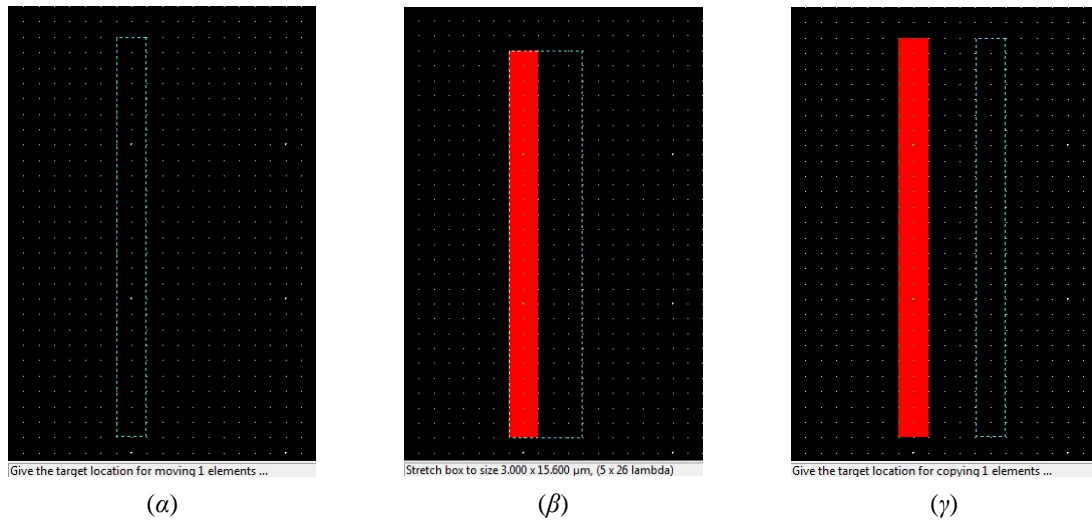 Give the target location for moving 1 elements ...
Stretch box to size 3.000 x 15.600 µm, (5 x 26 lambda)
Give the target location for copying 1 elements ...
(α)
(β)
(γ)